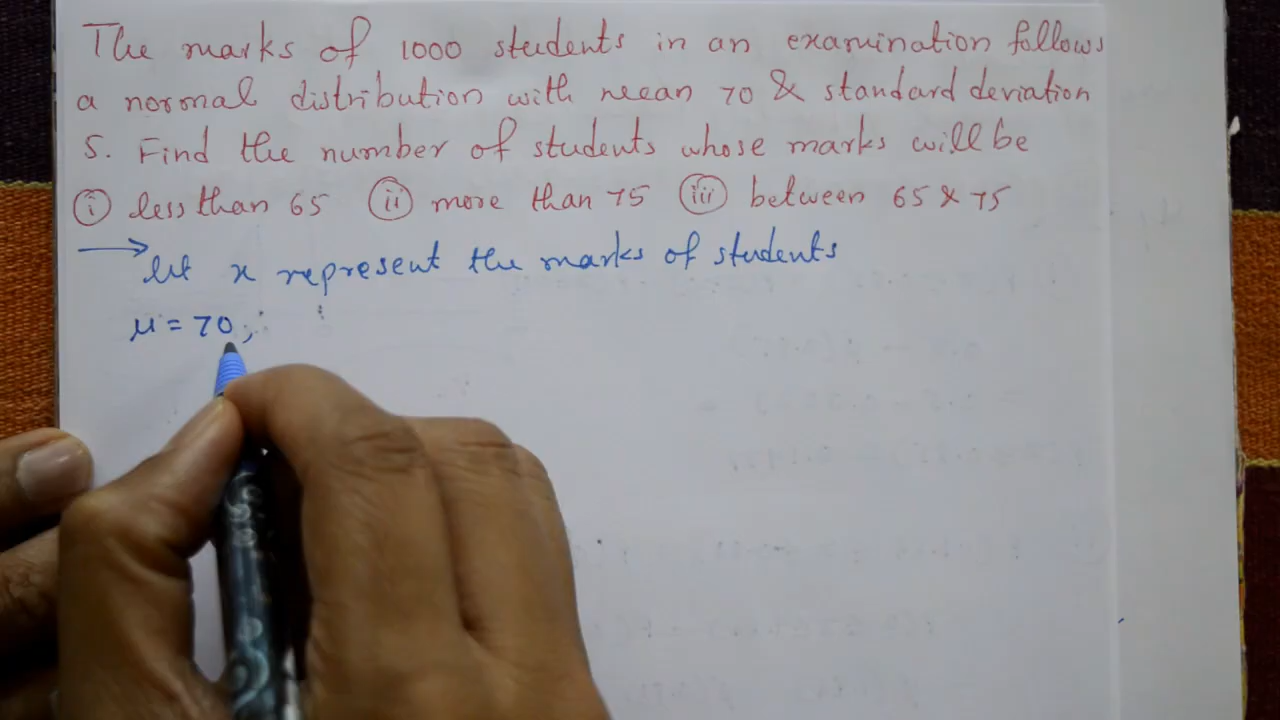 The marks of 1000 students in an examination follows
a normal distribution with mean 70 & standard deviation
5. Find the number of students whose marks will be
(i) less than 65 (ii) more than 75 (iii) between 65 & 75
→ let x represent the marks of students
μ = 70,